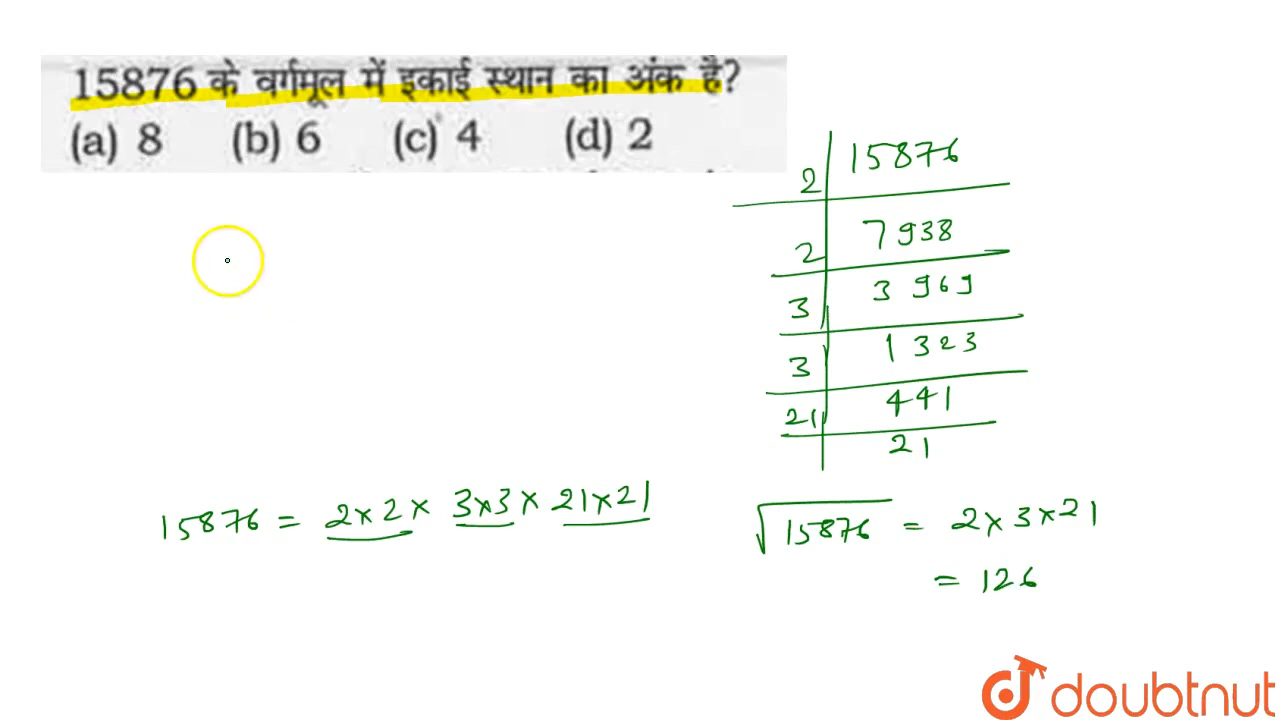 15876 के वर्गमूल में इकाई स्थान का अंक है?
(a) 8 (b) 6 (c) 4 (d) 2
2 | 15876
2 | 7938
3 | 3969
3 | 1323
21 | 441
21
15876 = 2×2× 3×3× 21×21
√15876 = 2×3×21
= 126
doubtnut